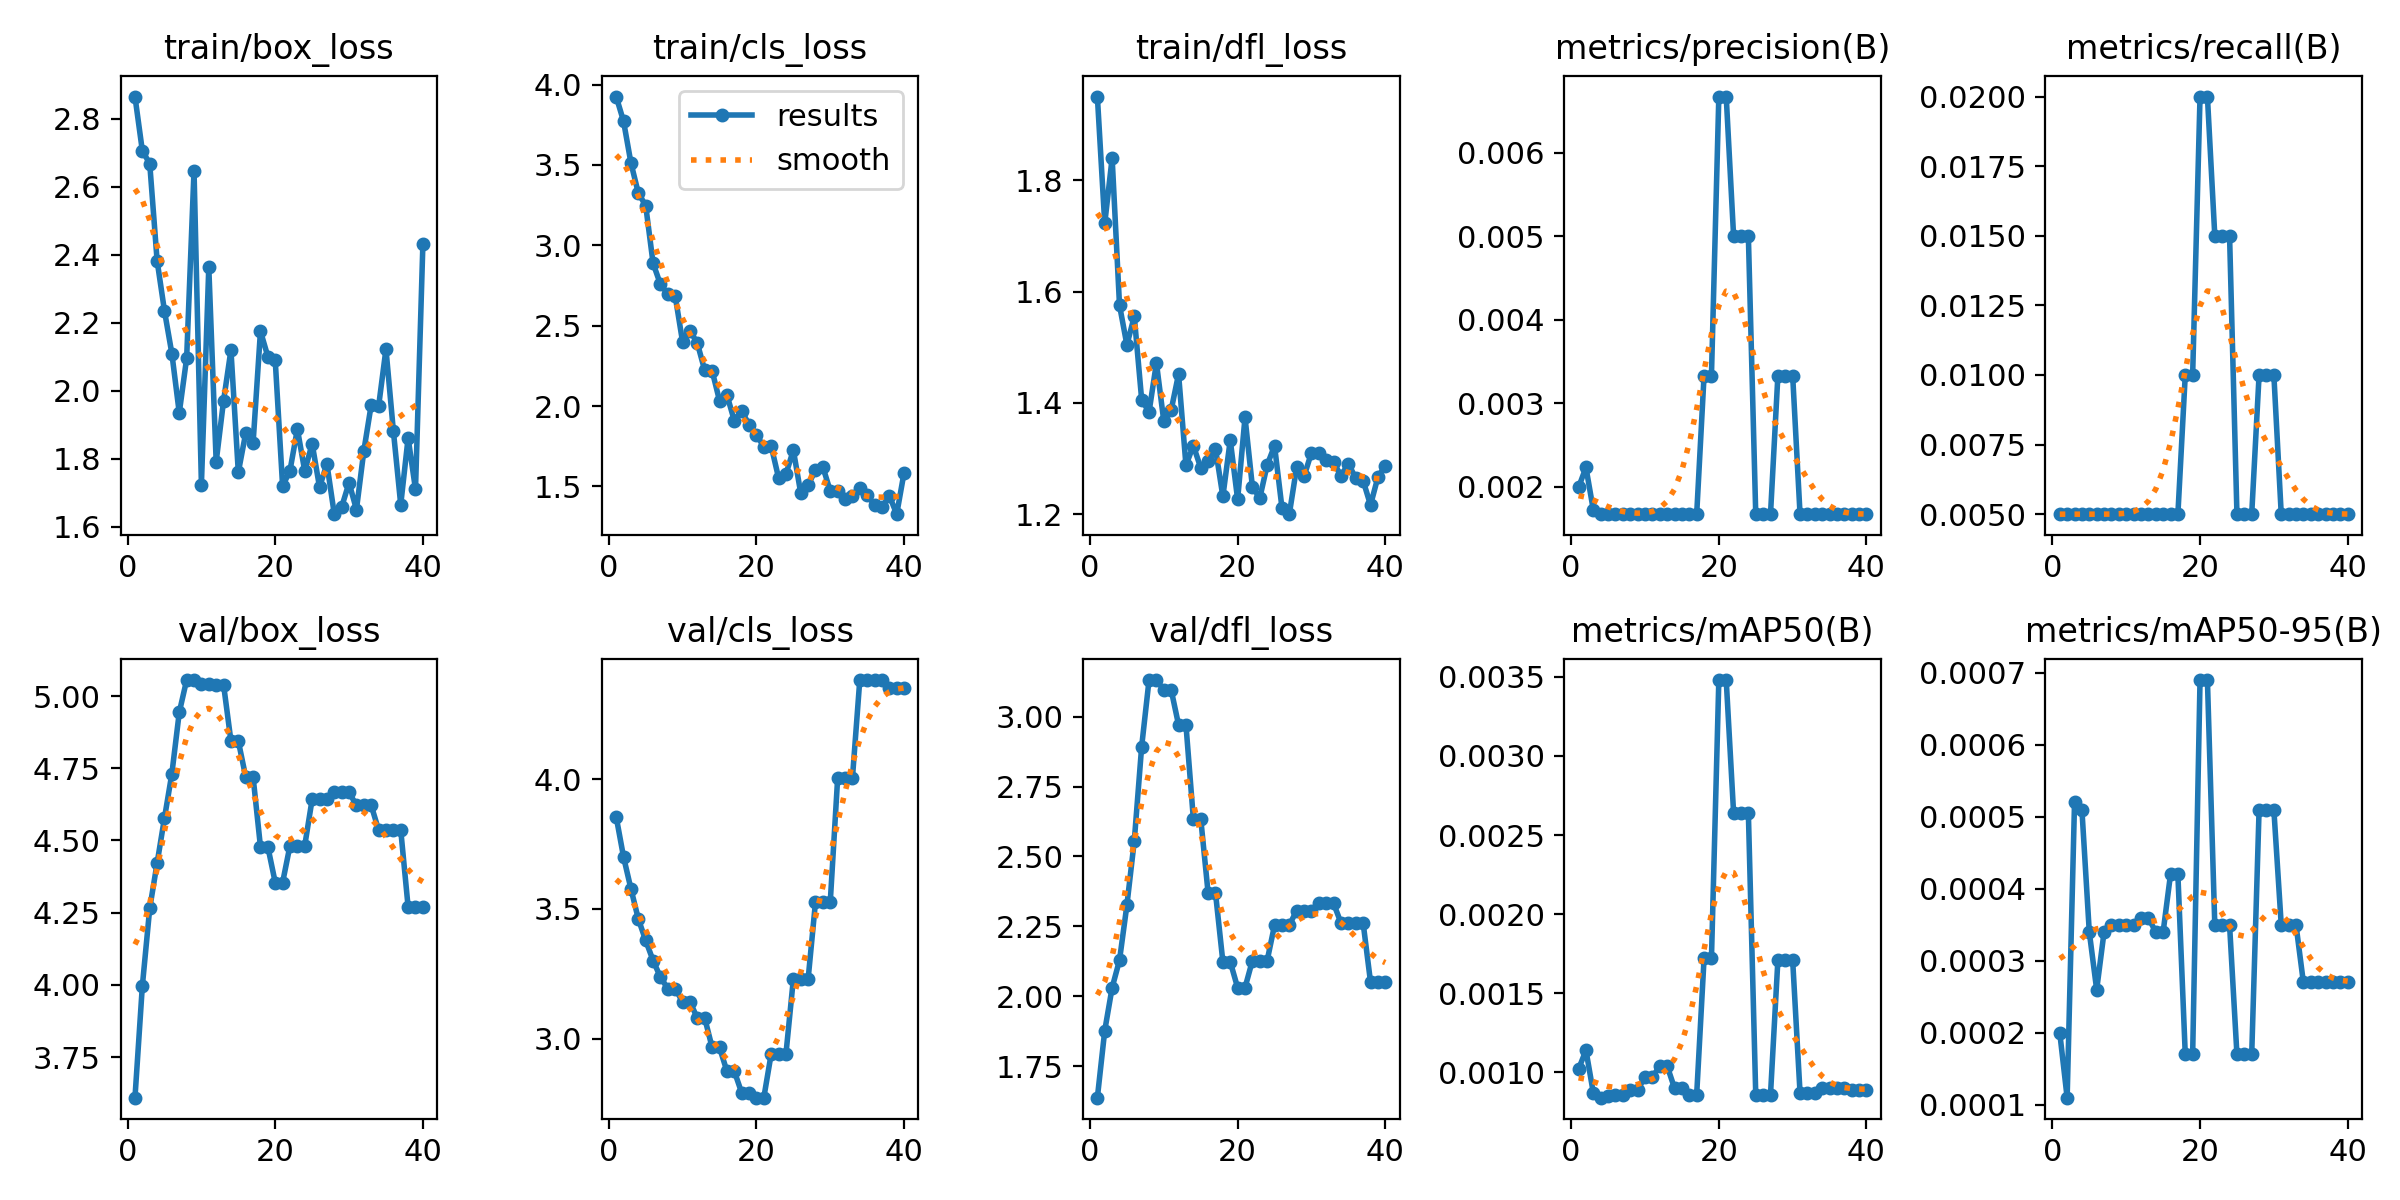 train/box_loss
2.8
2.6
2.4
2.2
2.0
1.8
1.6
0 20 40
train/cls_loss
results
smooth
4.0
3.5
3.0
2.5
2.0
1.5
0 20 40
train/dfl_loss
1.8
1.6
1.4
1.2
0 20 40
metrics/precision(B)
0.006
0.005
0.004
0.003
0.002
0 20 40
metrics/recall(B)
0.0200
0.0175
0.0150
0.0125
0.0100
0.0075
0.0050
0 20 40
val/box_loss
5.00
4.75
4.50
4.25
4.00
3.75
0 20 40
val/cls_loss
4.0
3.5
3.0
0 20 40
val/dfl_loss
3.00
2.75
2.50
2.25
2.00
1.75
0 20 40
metrics/mAP50(B)
0.0035
0.0030
0.0025
0.0020
0.0015
0.0010
0 20 40
metrics/mAP50-95(B)
0.0007
0.0006
0.0005
0.0004
0.0003
0.0002
0.0001
0 20 40